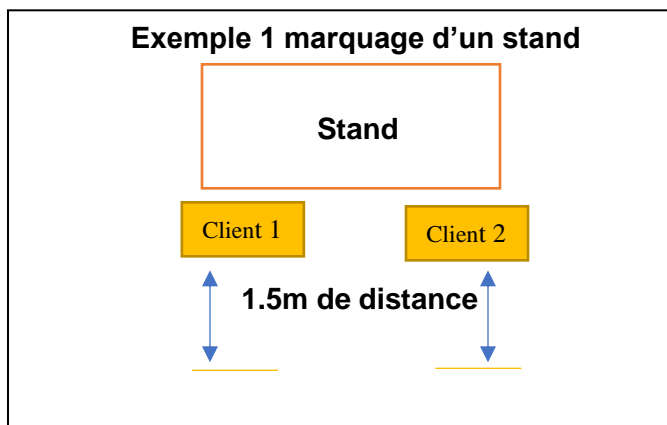 Exemple 1 marquage d’un stand
Stand
Client 1
Client 2
1.5m de distance